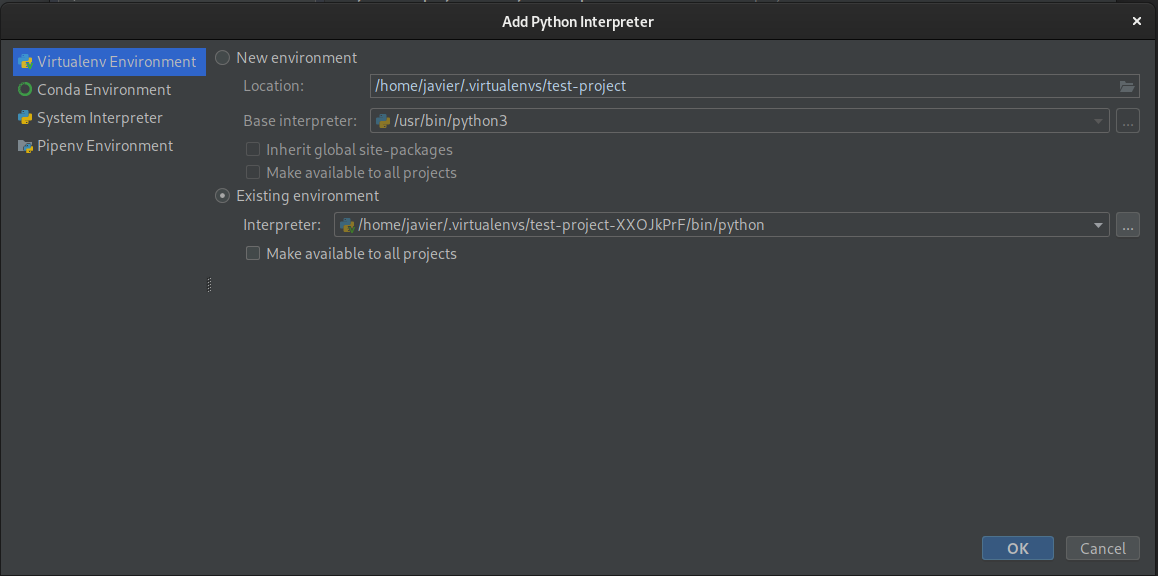 Add Python Interpreter
Virtualenv Environment
Conda Environment
System Interpreter
Pipenv Environment
New environment
Location: /home/javier/.virtualenvs/test-project
Base interpreter: /usr/bin/python3 ...
Inherit global site-packages
Make available to all projects
Existing environment
Interpreter: /home/javier/.virtualenvs/test-project-XXOJkPrF/bin/python ...
Make available to all projects
OK Cancel